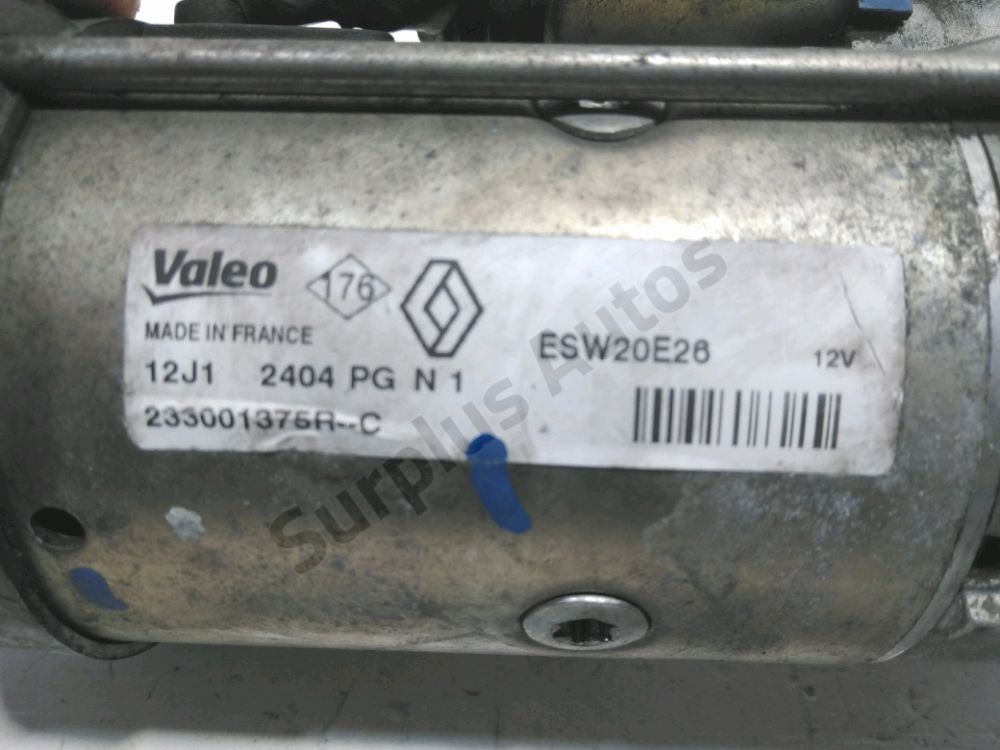 Valeo 176
MADE IN FRANCE
ESW20E26 12V
12J1 2404 PG N 1
233001375R--C
Surplus Autos